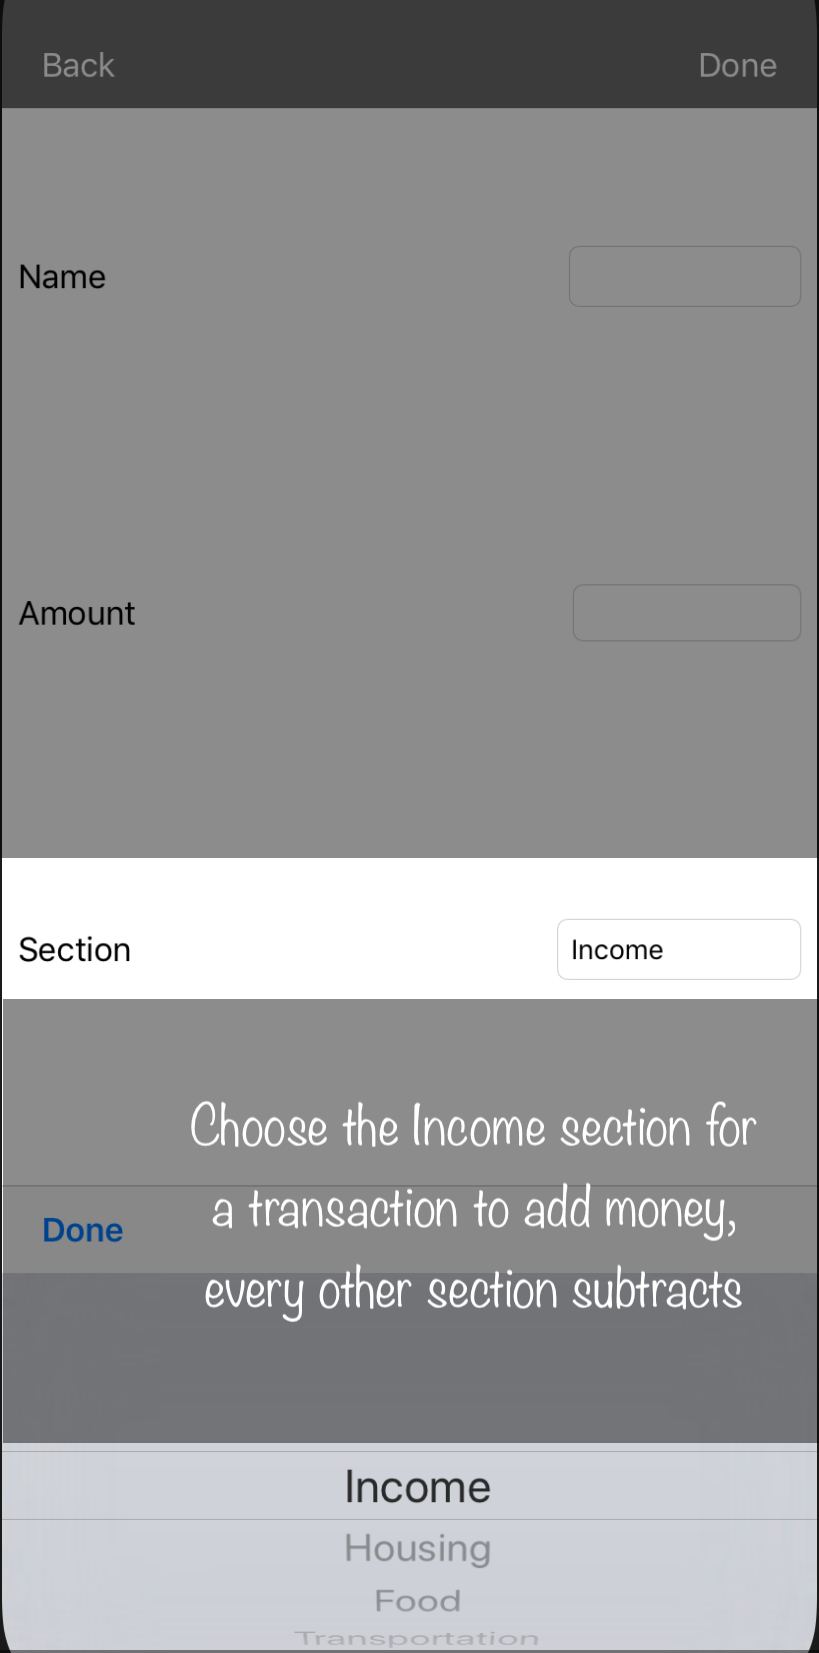 Back Done
Name
Amount
Section Income
Choose the Income section for
a transaction to add money,
Done
every other section subtracts
Income
Housing
Food
Transportation